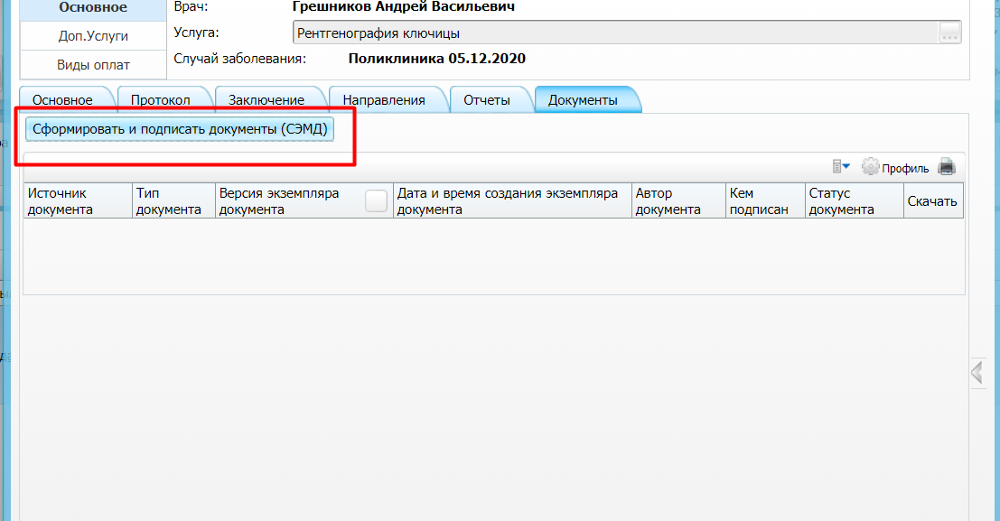 Основное
Врач: Грешников Андрей Васильевич
Доп.Услуги
Услуга: Рентгенография ключицы ...
Виды оплат
Случай заболевания: Поликлиника 05.12.2020
Основное Протокол Заключение Направления Отчеты Документы
Сформировать и подписать документы (СЭМД)
Профиль
Источник документа
Тип документа
Версия экземпляра документа
Дата и время создания экземпляра документа
Автор документа
Кем подписан
Статус документа
Скачать